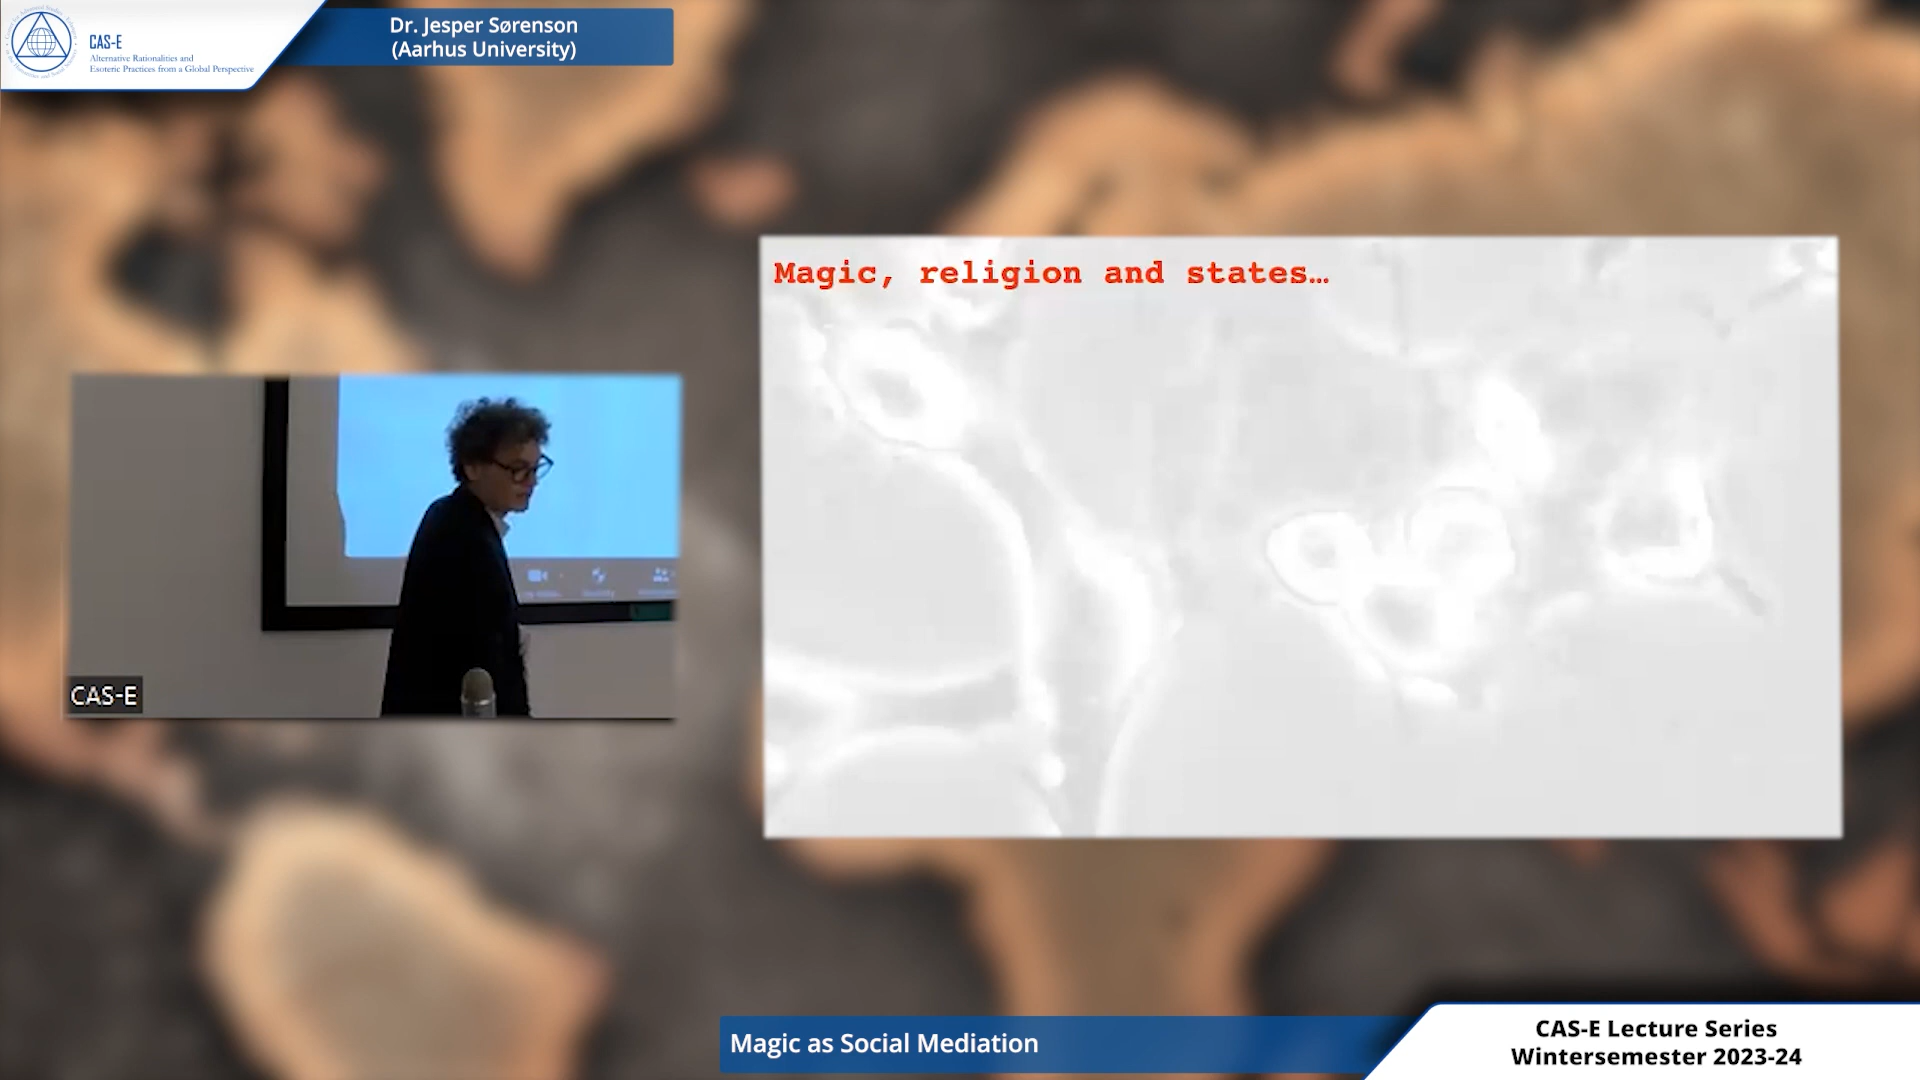 CAS-E
Alternative Rationalities and
Esoteric Practices from a Global Perspective
Dr. Jesper Sørenson
(Aarhus University)
Magic, religion and states…
CAS-E
Magic as Social Mediation
CAS-E Lecture Series
Wintersemester 2023-24